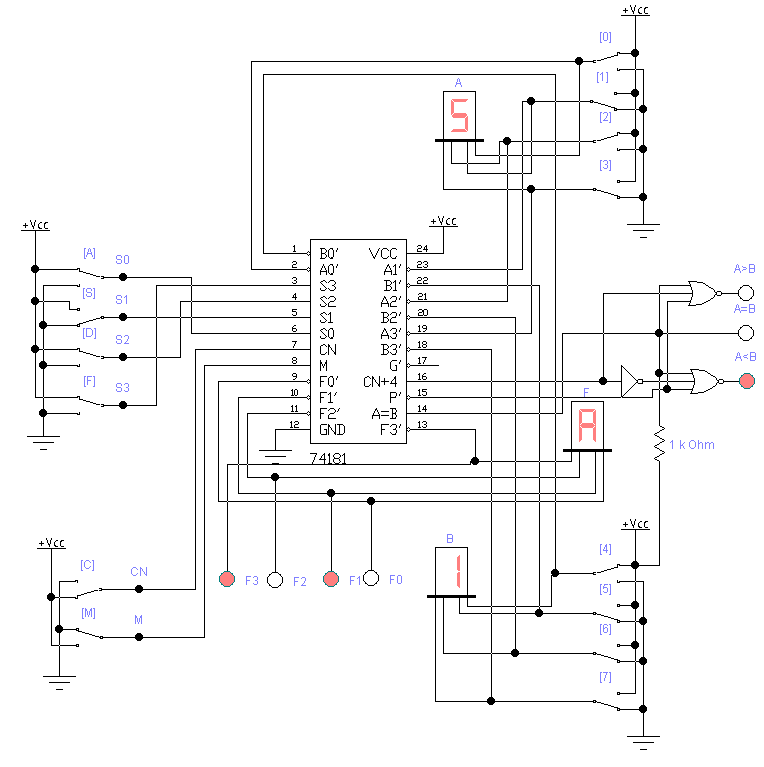 +Vcc
[0]
[1]
A
5
[2]
[3]
+Vcc
+Vcc
[A] S0
[S] S1
[D] S2
[F] S3
1 B0' VCC 24
2 A0' A1' 23
3 S3 B1' 22
4 S2 A2' 21
5 S1 B2' 20
6 S0 A3' 19
7 CN B3' 18
8 M G' 17
9 F0' CN+4 16
10 F1' P' 15
11 F2' A=B 14
12 GND F3' 13
74181
A>B
A=B
A<B
F
A
1 k Ohm
+Vcc
[C] CN
[M] M
F3 F2 F1 F0
B
1
+Vcc
[4]
[5]
[6]
[7]